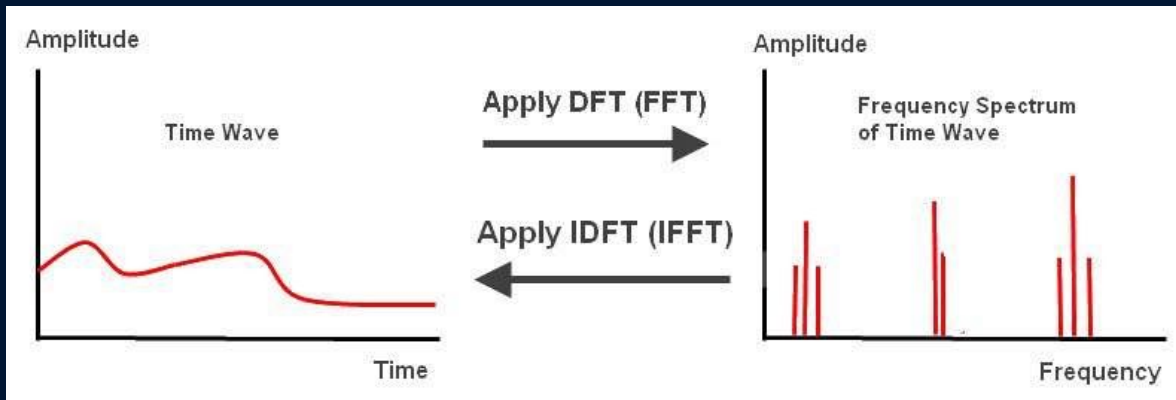 Amplitude
Time Wave
Time
Apply DFT (FFT)
Apply IDFT (IFFT)
Amplitude
Frequency Spectrum
of Time Wave
Frequency